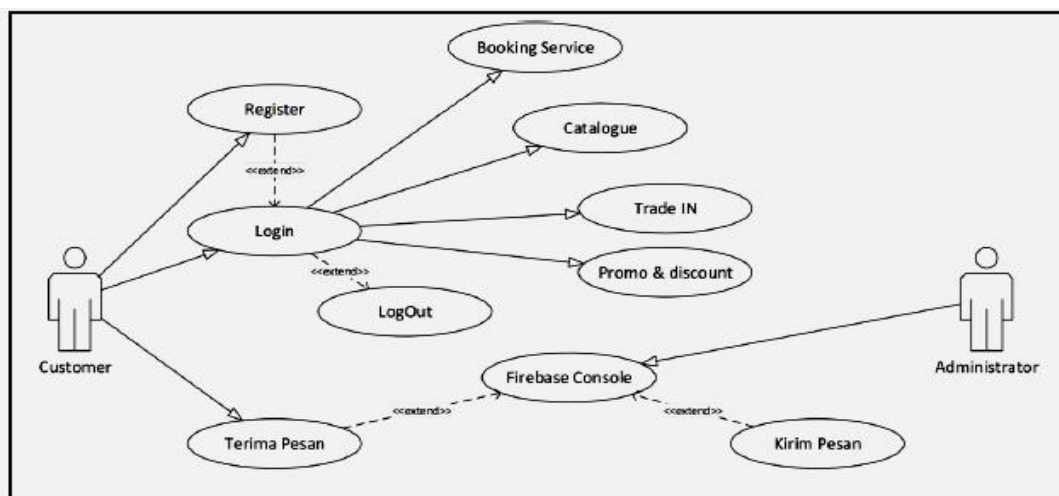 Booking Service
Register
Catalogue
<<extend>>
Trade IN
Login
<<extend>>
Promo & discount
LogOut
Customer
Administrator
Firebase Console
<<extend>>
<<extend>>
Terima Pesan
Kirim Pesan